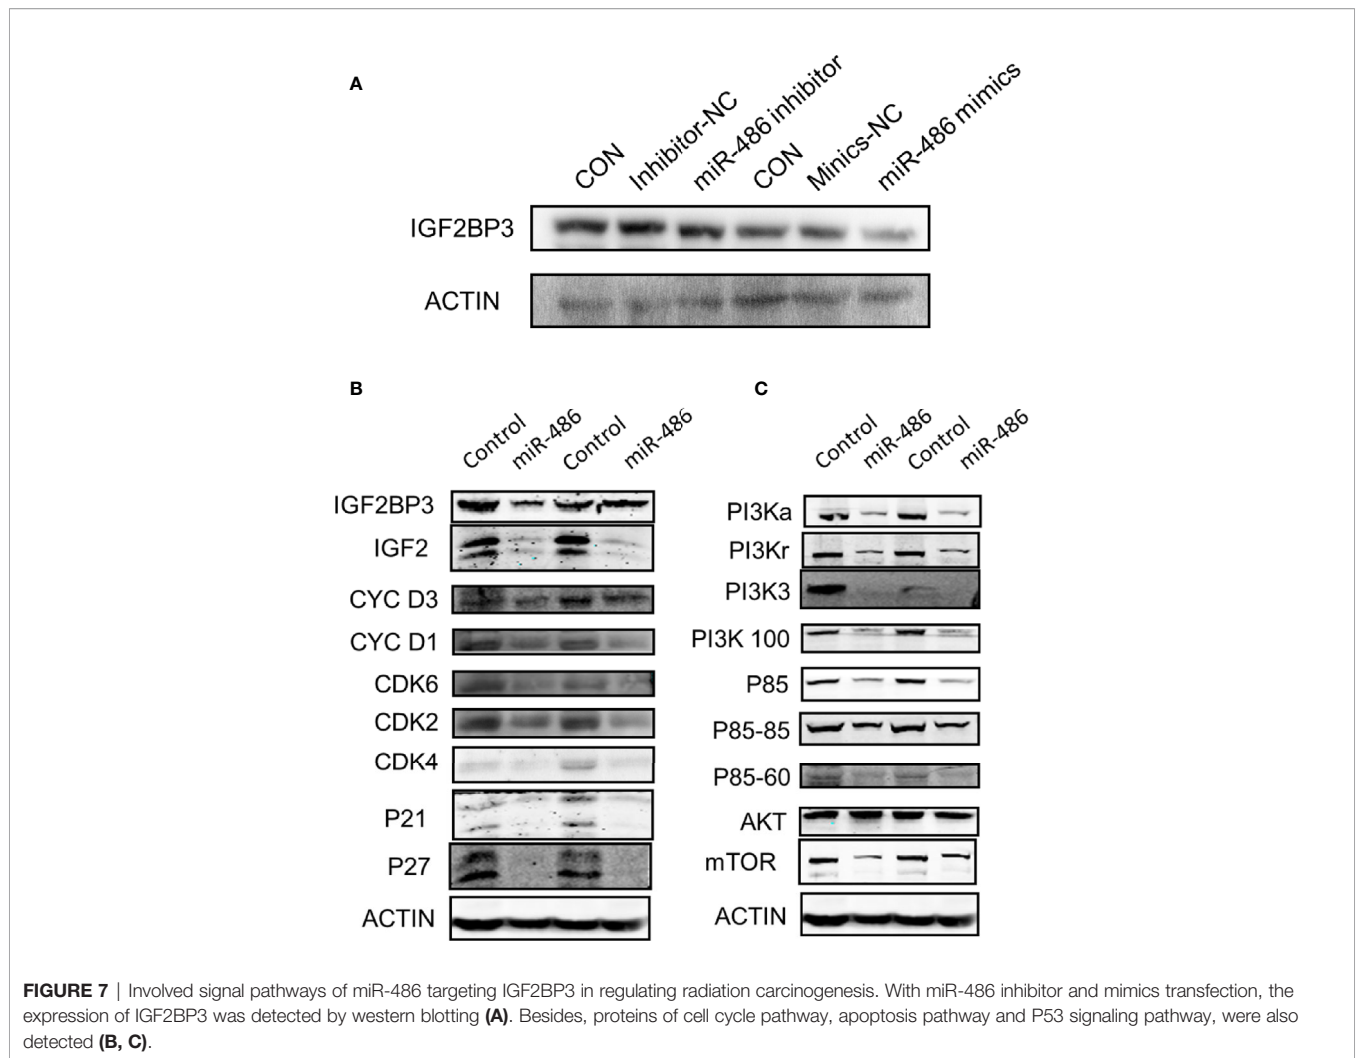 A
CON
Inhibitor-NC
miR-486 inhibitor
CON
Minics-NC
miR-486 mimics
IGF2BP3
ACTIN
B
Control
miR-486
Control
miR-486
IGF2BP3
IGF2
CYC D3
CYC D1
CDK6
CDK2
CDK4
P21
P27
ACTIN
C
Control
miR-486
Control
miR-486
PI3Ka
PI3Kr
PI3K3
PI3K 100
P85
P85-85
P85-60
AKT
mTOR
ACTIN
FIGURE 7 | Involved signal pathways of miR-486 targeting IGF2BP3 in regulating radiation carcinogenesis. With miR-486 inhibitor and mimics transfection, the
expression of IGF2BP3 was detected by western blotting (A). Besides, proteins of cell cycle pathway, apoptosis pathway and P53 signaling pathway, were also
detected (B, C).